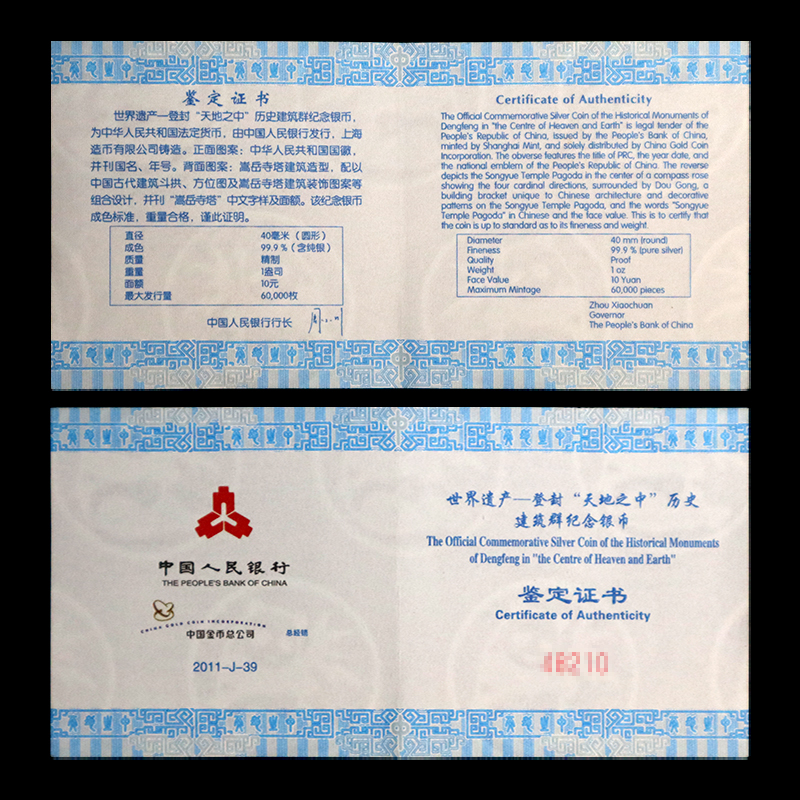 鉴定证书
世界遗产—登封“天地之中”历史建筑群纪念银币，
为中华人民共和国法定货币，由中国人民银行发行，上海
造币有限公司铸造。正面图案：中华人民共和国国徽，
并刊国名、年号。背面图案：嵩岳寺塔建筑造型，配以
中国古代建筑斗拱、方位图及嵩岳寺塔建筑装饰图案等
组合设计，并刊“嵩岳寺塔”中文字样及面额。该纪念银币
成色标准，重量合格，谨此证明。
直径 40毫米（圆形）
成色 99.9%（含纯银）
质量 精制
重量 1盎司
面额 10元
最大发行量 60,000枚
中国人民银行行长
Certificate of Authenticity
The Official Commemorative Silver Coin of the Historical Monuments of
Dengfeng in "the Centre of Heaven and Earth" is legal tender of the
People's Republic of China, issued by the People's Bank of China,
minted by Shanghai Mint, and solely distributed by China Gold Coin
Incorporation. The obverse features the title of PRC, the year date, and
the national emblem of the People's Republic of China. The reverse
depicts the Songyue Temple Pagoda in the center of a compass rose
showing the four cardinal directions, surrounded by Dou Gong, a
building bracket unique to Chinese architecture and decorative
patterns on the Songyue Temple Pagoda, and the words "Songyue
Temple Pagoda" in Chinese and the face value. This is to certify that
the coin is up to standard as to its fineness and weight.
Diameter 40 mm (round)
Fineness 99.9 % (pure silver)
Quality Proof
Weight 1 oz
Face Value 10 Yuan
Maximum Mintage 60,000 pieces
Zhou Xiaochuan
Governor
The People's Bank of China
中国人民银行
THE PEOPLE'S BANK OF CHINA
CHINA GOLD COIN INCORPORATION
中国金币总公司 总经销
2011-J-39
世界遗产—登封“天地之中”历史
建筑群纪念银币
The Official Commemorative Silver Coin of the Historical Monuments
of Dengfeng in "the Centre of Heaven and Earth"
鉴定证书
Certificate of Authenticity